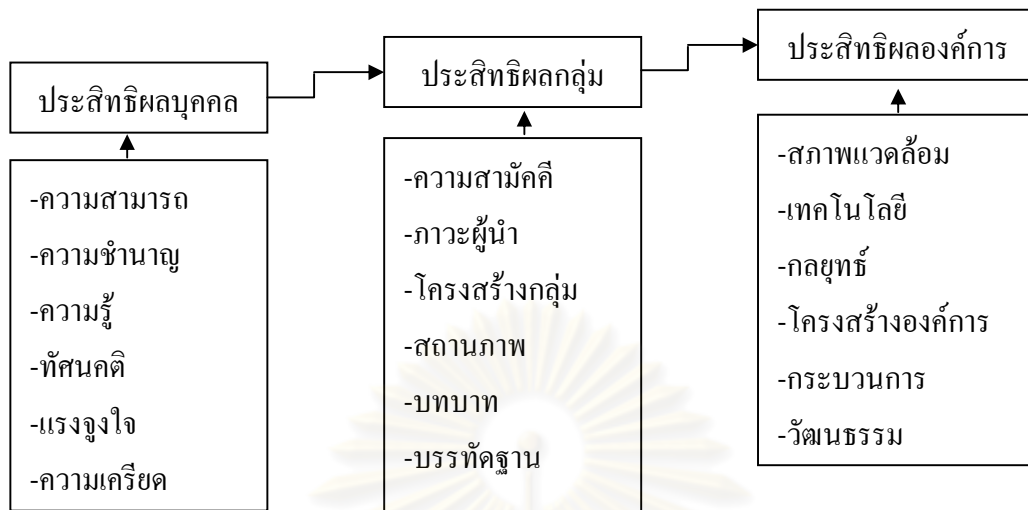 ประสิทธิผลบุคคล
-ความสามารถ
-ความชำนาญ
-ความรู้
-ทัศนคติ
-แรงจูงใจ
-ความเครียด
ประสิทธิผลกลุ่ม
-ความสามัคคี
-ภาวะผู้นำ
-โครงสร้างกลุ่ม
-สถานภาพ
-บทบาท
-บรรทัดฐาน
ประสิทธิผลองค์การ
-สภาพแวดล้อม
-เทคโนโลยี
-กลยุทธ์
-โครงสร้างองค์การ
-กระบวนการ
-วัฒนธรรม